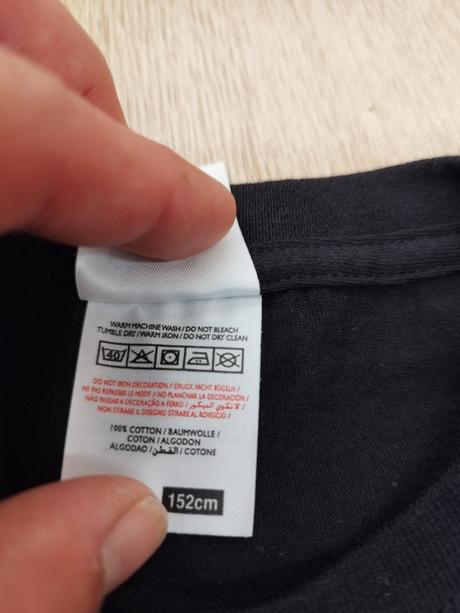 WARM MACHINE WASH / DO NOT BLEACH
TUMBLE DRY / WARM IRON / DO NOT DRY CLEAN
40
DO NOT IRON DECORATION / DRUCK NICHT BÜGELN /
NE PAS REPASSER LE MOTIF / NO PLANCHAR LA DECORACIÓN /
NÃO PASSAR A DECORAÇÃO A FERRO / لا تكوي الديكور /
NON STIRARE IL DISEGNO STIRARE AL ROVESCIO /
100% COTTON / BAUMWOLLE /
COTON / ALGODON
ALGODAO / القطن / COTONE
152cm